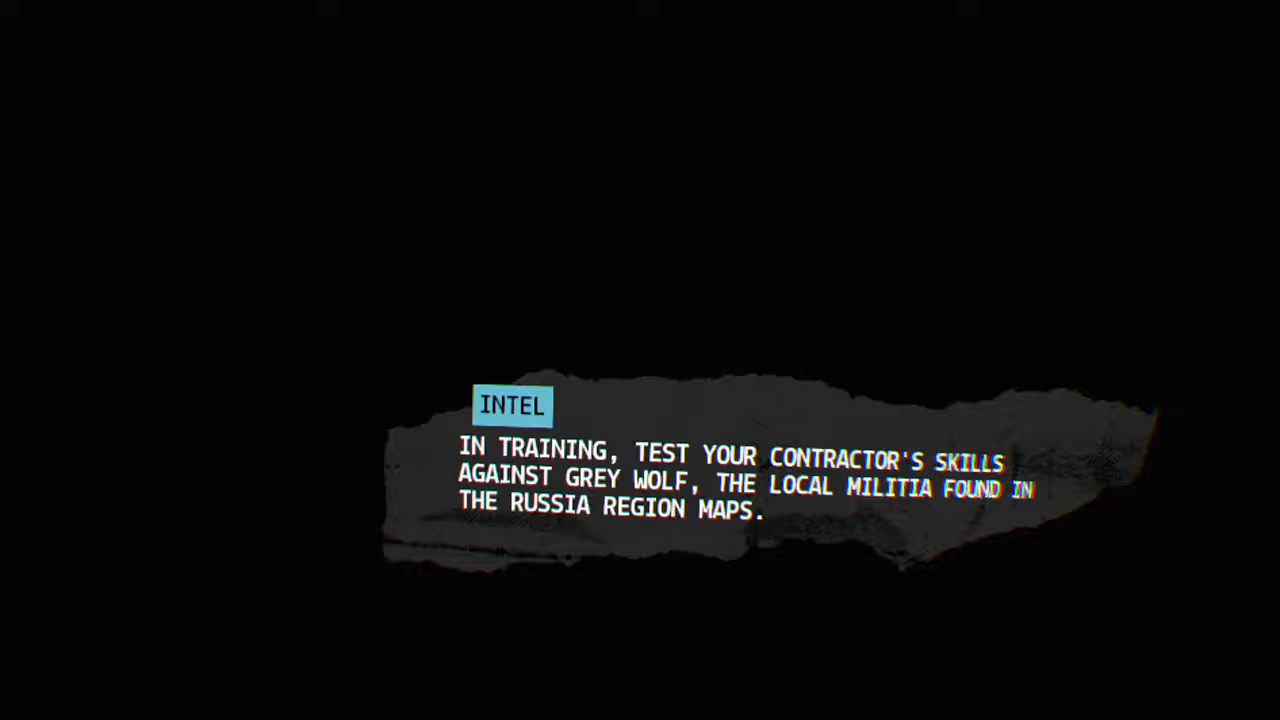 INTEL
IN TRAINING, TEST YOUR CONTRACTOR'S SKILLS
AGAINST GREY WOLF, THE LOCAL MILITIA FOUND IN
THE RUSSIA REGION MAPS.